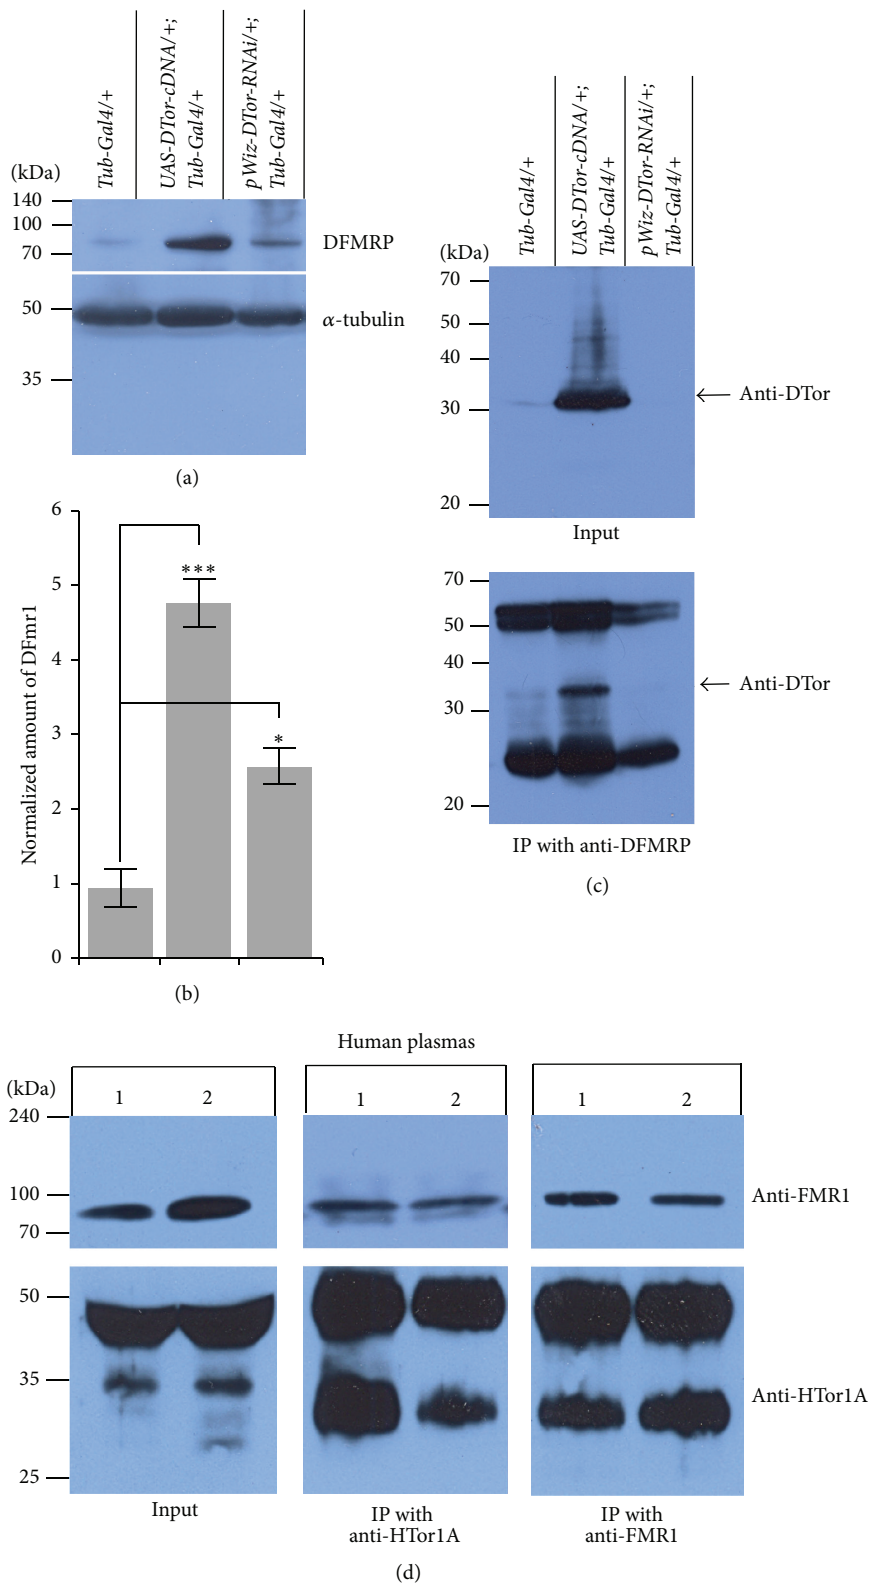 Tub-Gal4/+
UAS-DTor-cDNA/+;
Tub-Gal4/+
pWiz-DTor-RNAi/+;
Tub-Gal4/+
(kDa)
140
100
70
50
35
DFMRP
α-tubulin
(a)
Tub-Gal4/+
UAS-DTor-cDNA/+;
Tub-Gal4/+
pWiz-DTor-RNAi/+;
Tub-Gal4/+
(kDa)
70
50
40
30
20
Anti-DTor
Input
70
50
40
30
20
Anti-DTor
IP with anti-DFMRP
(c)
Normalized amount of DFmr1
6
5
4
3
2
1
0
***
*
(b)
Human plasmas
(kDa)
1 2
1 2
1 2
240
100
70
Anti-FMR1
50
35
25
Anti-HTor1A
Input
IP with
anti-HTor1A
IP with
anti-FMR1
(d)